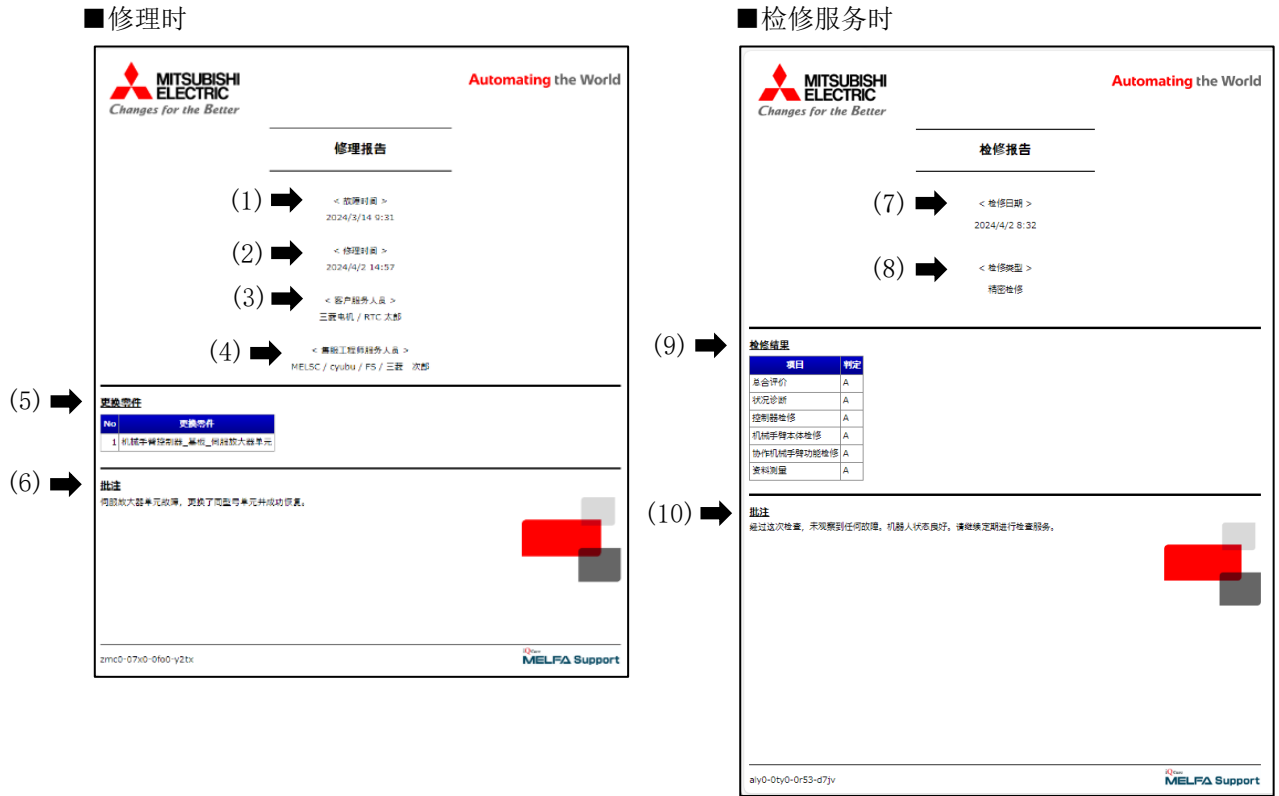 ■修理时
MITSUBISHI
ELECTRIC
Changes for the Better
Automating the World
修理报告
(1)
< 故障时间 >
2024/3/14 9:31
(2)
< 修理时间 >
2024/4/2 14:57
(3)
< 客户服务人员 >
三菱电机 / RTC 太郎
(4)
< 集细工程师服务人员 >
MELSC / cyubu / FS / 三菱 次郎
(5)
更换零件
No 更换零件
1 机械手臂控制器_基板_伺服放大器单元
(6)
批注
伺服放大器单元故障，更换了同型号单元并成功恢复。
zmc0-07x0-0fo0-y2tx
iQ Care
MELFA Support
■检修服务时
MITSUBISHI
ELECTRIC
Changes for the Better
Automating the World
检修报告
(7)
< 检修日期 >
2024/4/2 8:32
(8)
< 检修类型 >
精密检修
(9)
检修结果
项目 判定
总合评价 A
状况诊断 A
控制器检修 A
机械手臂本体检修 A
协作机械手臂功能检修 A
资料测量 A
(10)
批注
经过这次检查，未观察到任何故障。机器人状态良好。请继续定期进行检查服务。
aly0-0ty0-0r53-d7jv
iQ Care
MELFA Support